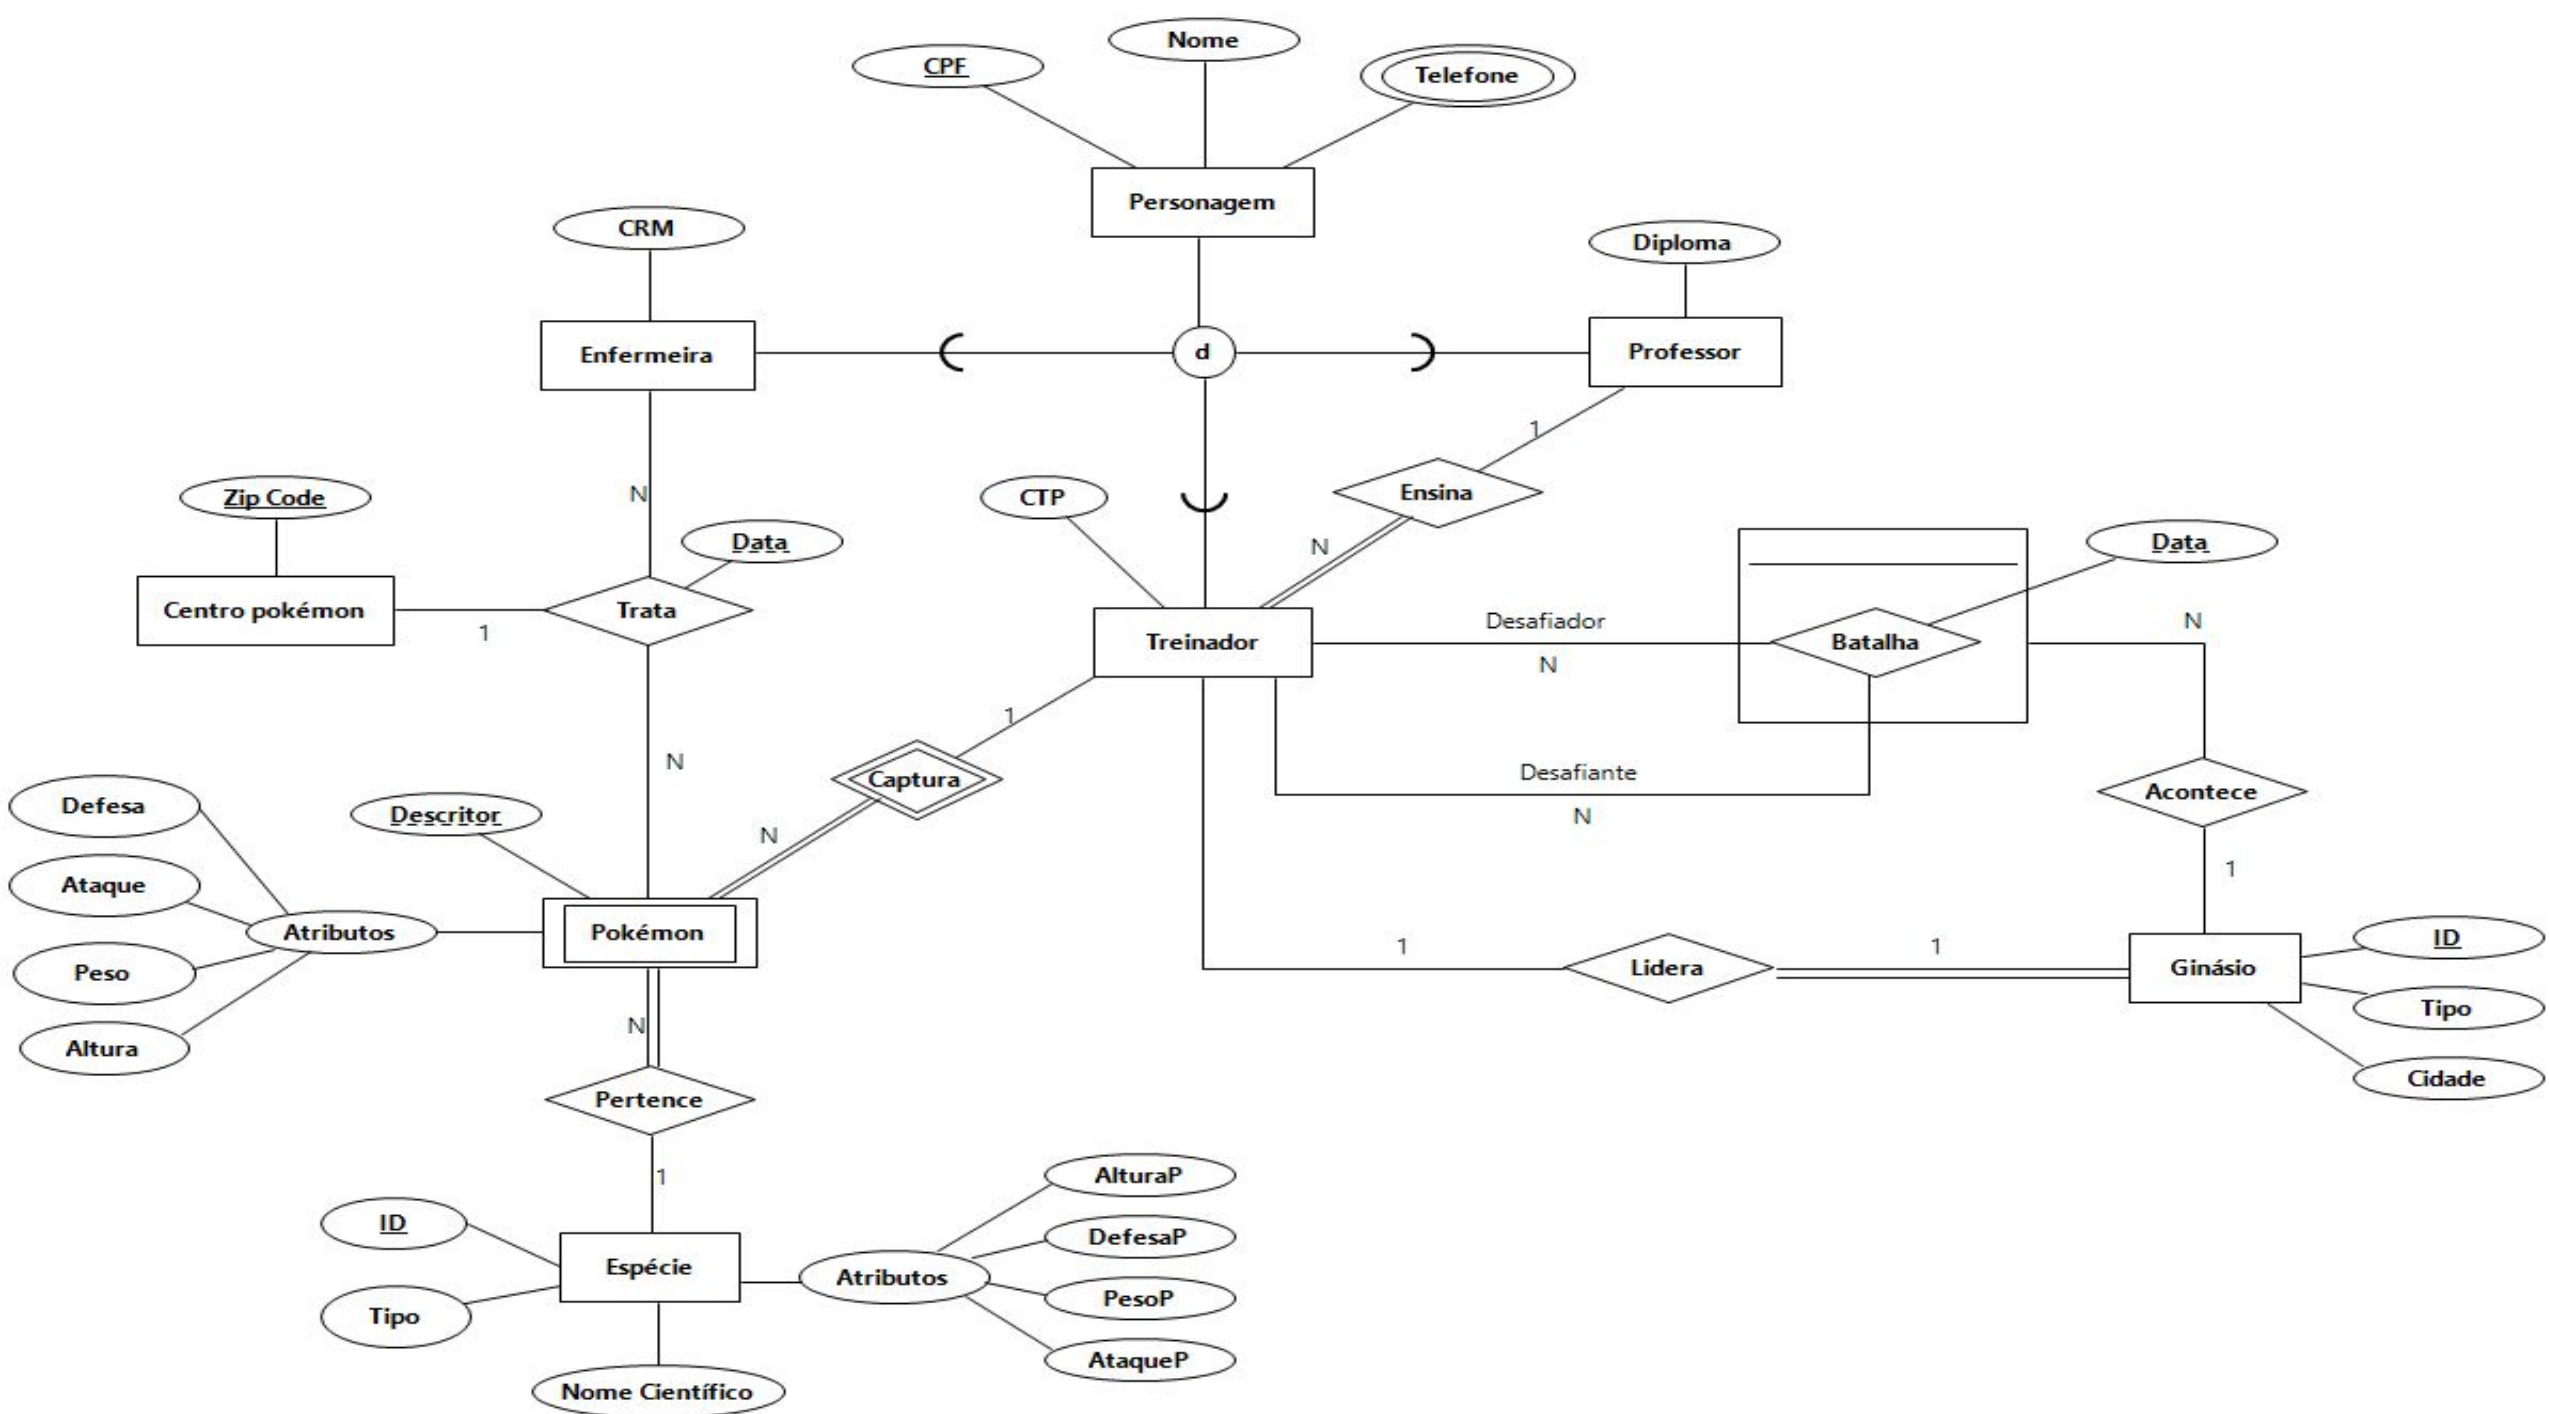 Nome
CPF
Telefone
Personagem
CRM
Diploma
Enfermeira
d
Professor
1
Ensina
N
Zip Code
N
CTP
Data
Data
Centro pokémon
1
Trata
Treinador
Desafiador
N
Batalha
N
1
N
Captura
Desafiante
N
Acontece
Defesa
Descritor
N
1
Ataque
Atributos
Pokémon
Peso
Altura
1
Lidera
1
Ginásio
ID
Tipo
Cidade
N
Pertence
1
AlturaP
ID
DefesaP
Espécie
Atributos
PesoP
Tipo
AtaqueP
Nome Científico